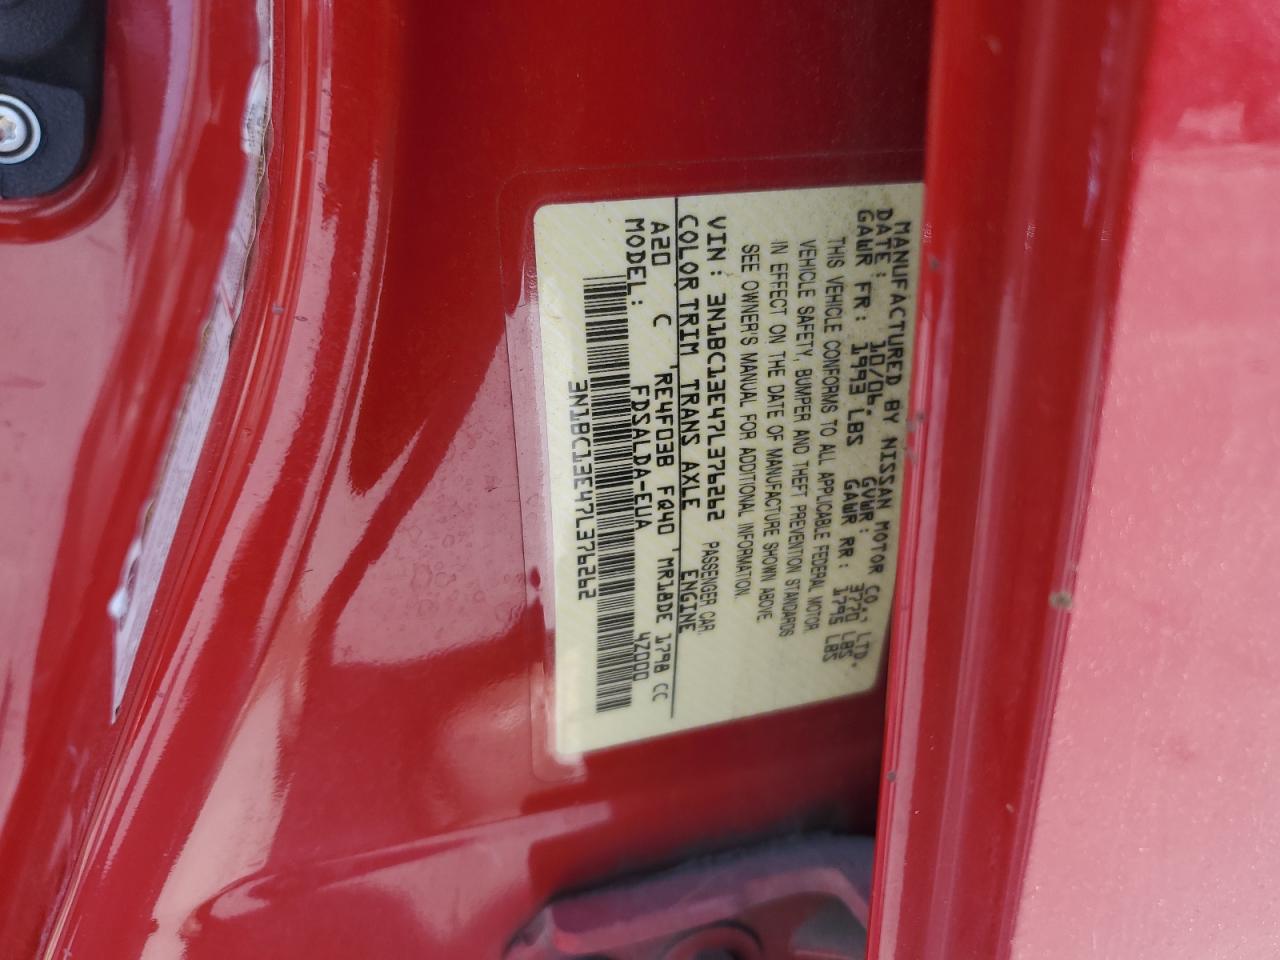 MANUFACTURED BY NISSAN MOTOR CO., LTD.
DATE: 10/06. GVWR: 3770 LBS
GAWR FR: 1993 LBS GAWR RR: 1795 LBS
THIS VEHICLE CONFORMS TO ALL APPLICABLE FEDERAL MOTOR
VEHICLE SAFETY, BUMPER AND THEFT PREVENTION STANDARDS
IN EFFECT ON THE DATE OF MANUFACTURE SHOWN ABOVE.
SEE OWNER'S MANUAL FOR ADDITIONAL INFORMATION.
VIN: 3N1BC13E47L376262 PASSENGER CAR
COLOR TRIM TRANS AXLE ENGINE
A20 C RE4F03B FQ40 MR18DE 1798 CC
MODEL: FDSALDA-EUA 4Z000
3N1BC13E47L376262